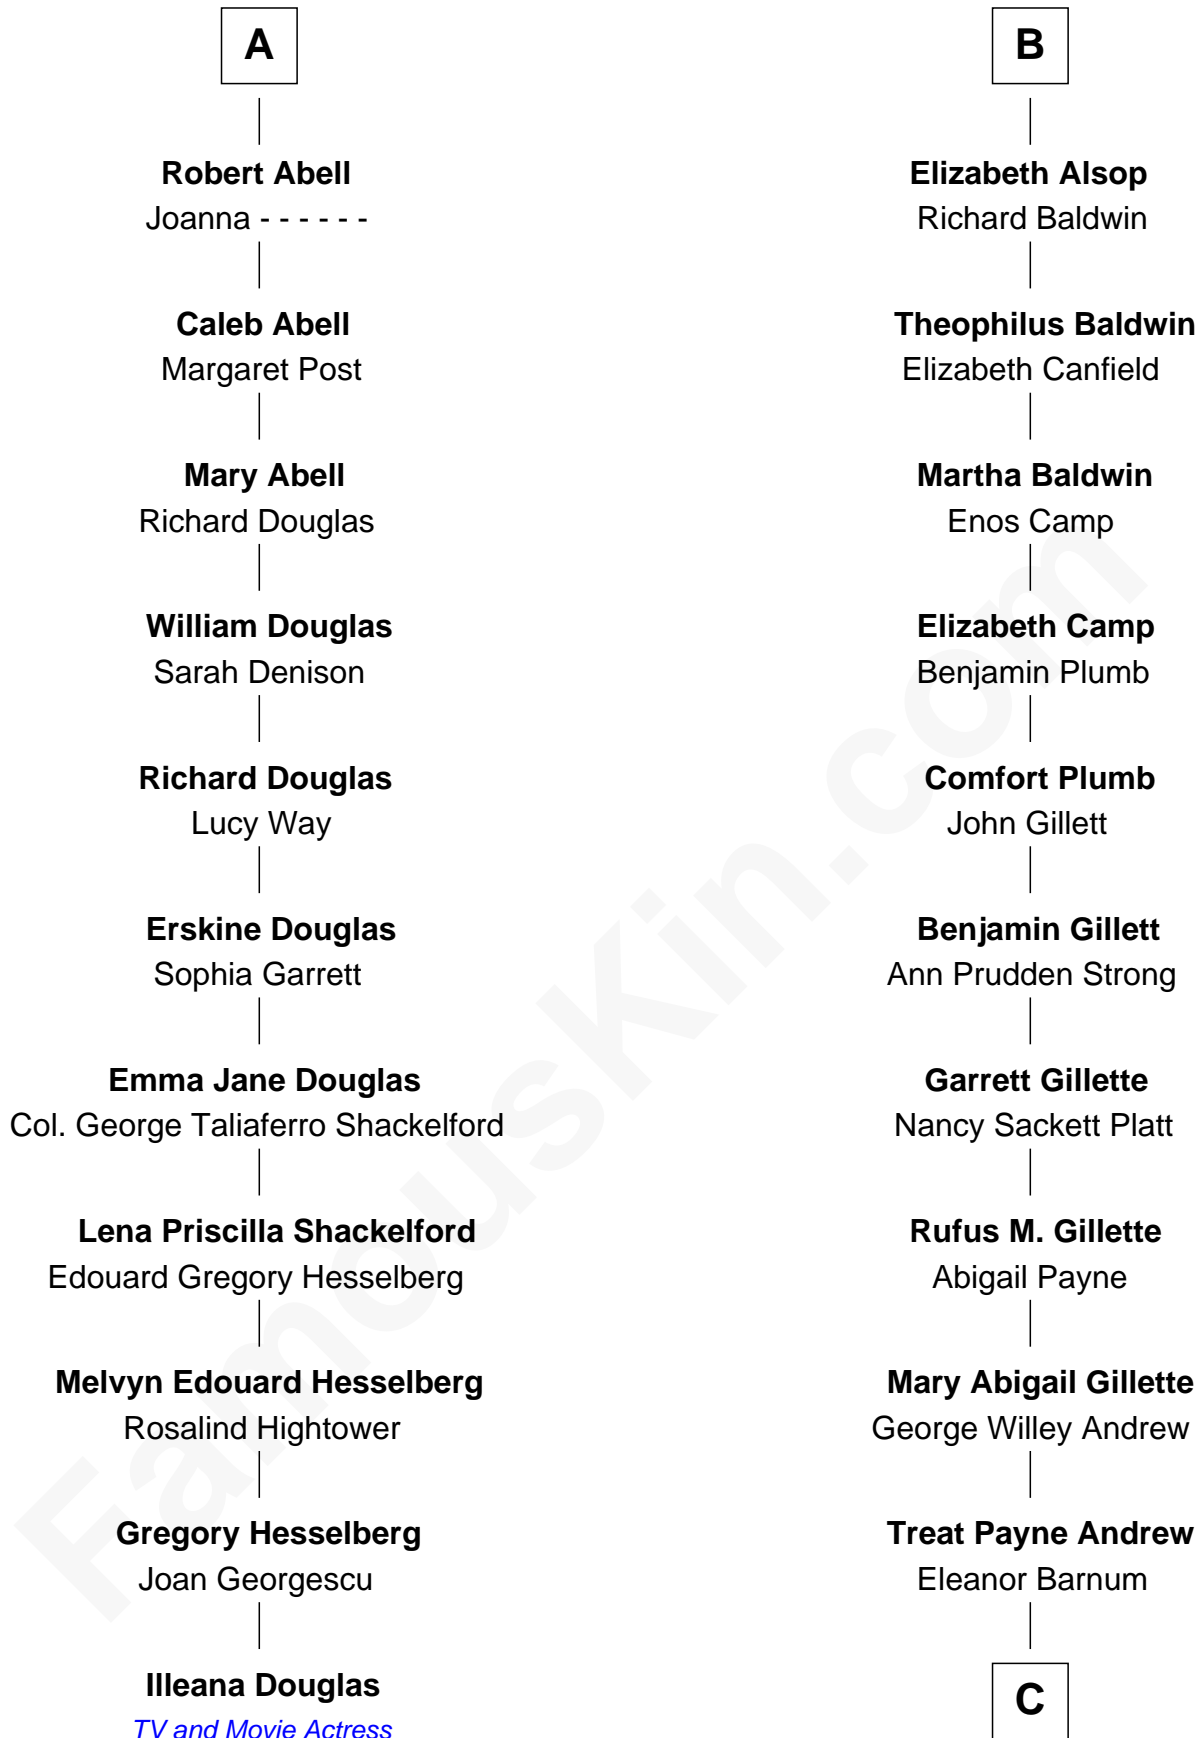 A
Robert Abell
Joanna - - - - - -
Caleb Abell
Margaret Post
Mary Abell
Richard Douglas
William Douglas
Sarah Denison
Richard Douglas
Lucy Way
Erskine Douglas
Sophia Garrett
Emma Jane Douglas
Col. George Taliaferro Shackelford
Lena Priscilla Shackelford
Edouard Gregory Hesselberg
Melvyn Edouard Hesselberg
Rosalind Hightower
Gregory Hesselberg
Joan Georgescu
Illeana Douglas
TV and Movie Actress
B
Elizabeth Alsop
Richard Baldwin
Theophilus Baldwin
Elizabeth Canfield
Martha Baldwin
Enos Camp
Elizabeth Camp
Benjamin Plumb
Comfort Plumb
John Gillett
Benjamin Gillett
Ann Prudden Strong
Garrett Gillette
Nancy Sackett Platt
Rufus M. Gillette
Abigail Payne
Mary Abigail Gillette
George Willey Andrew
Treat Payne Andrew
Eleanor Barnum
C
FamousKin.com